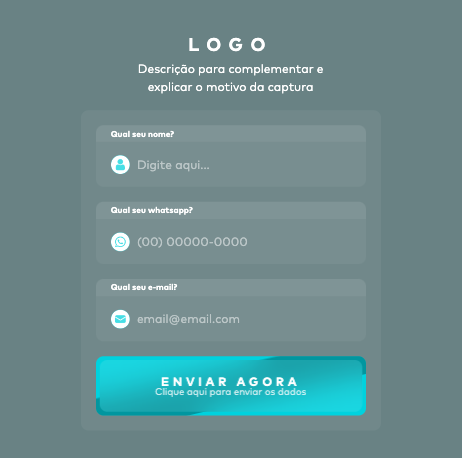 LOGO
Descrição para complementar e
explicar o motivo da captura
Qual seu nome?
Digite aqui...
Qual seu whatsapp?
(00) 00000-0000
Qual seu e-mail?
email@email.com
ENVIAR AGORA
Clique aqui para enviar os dados